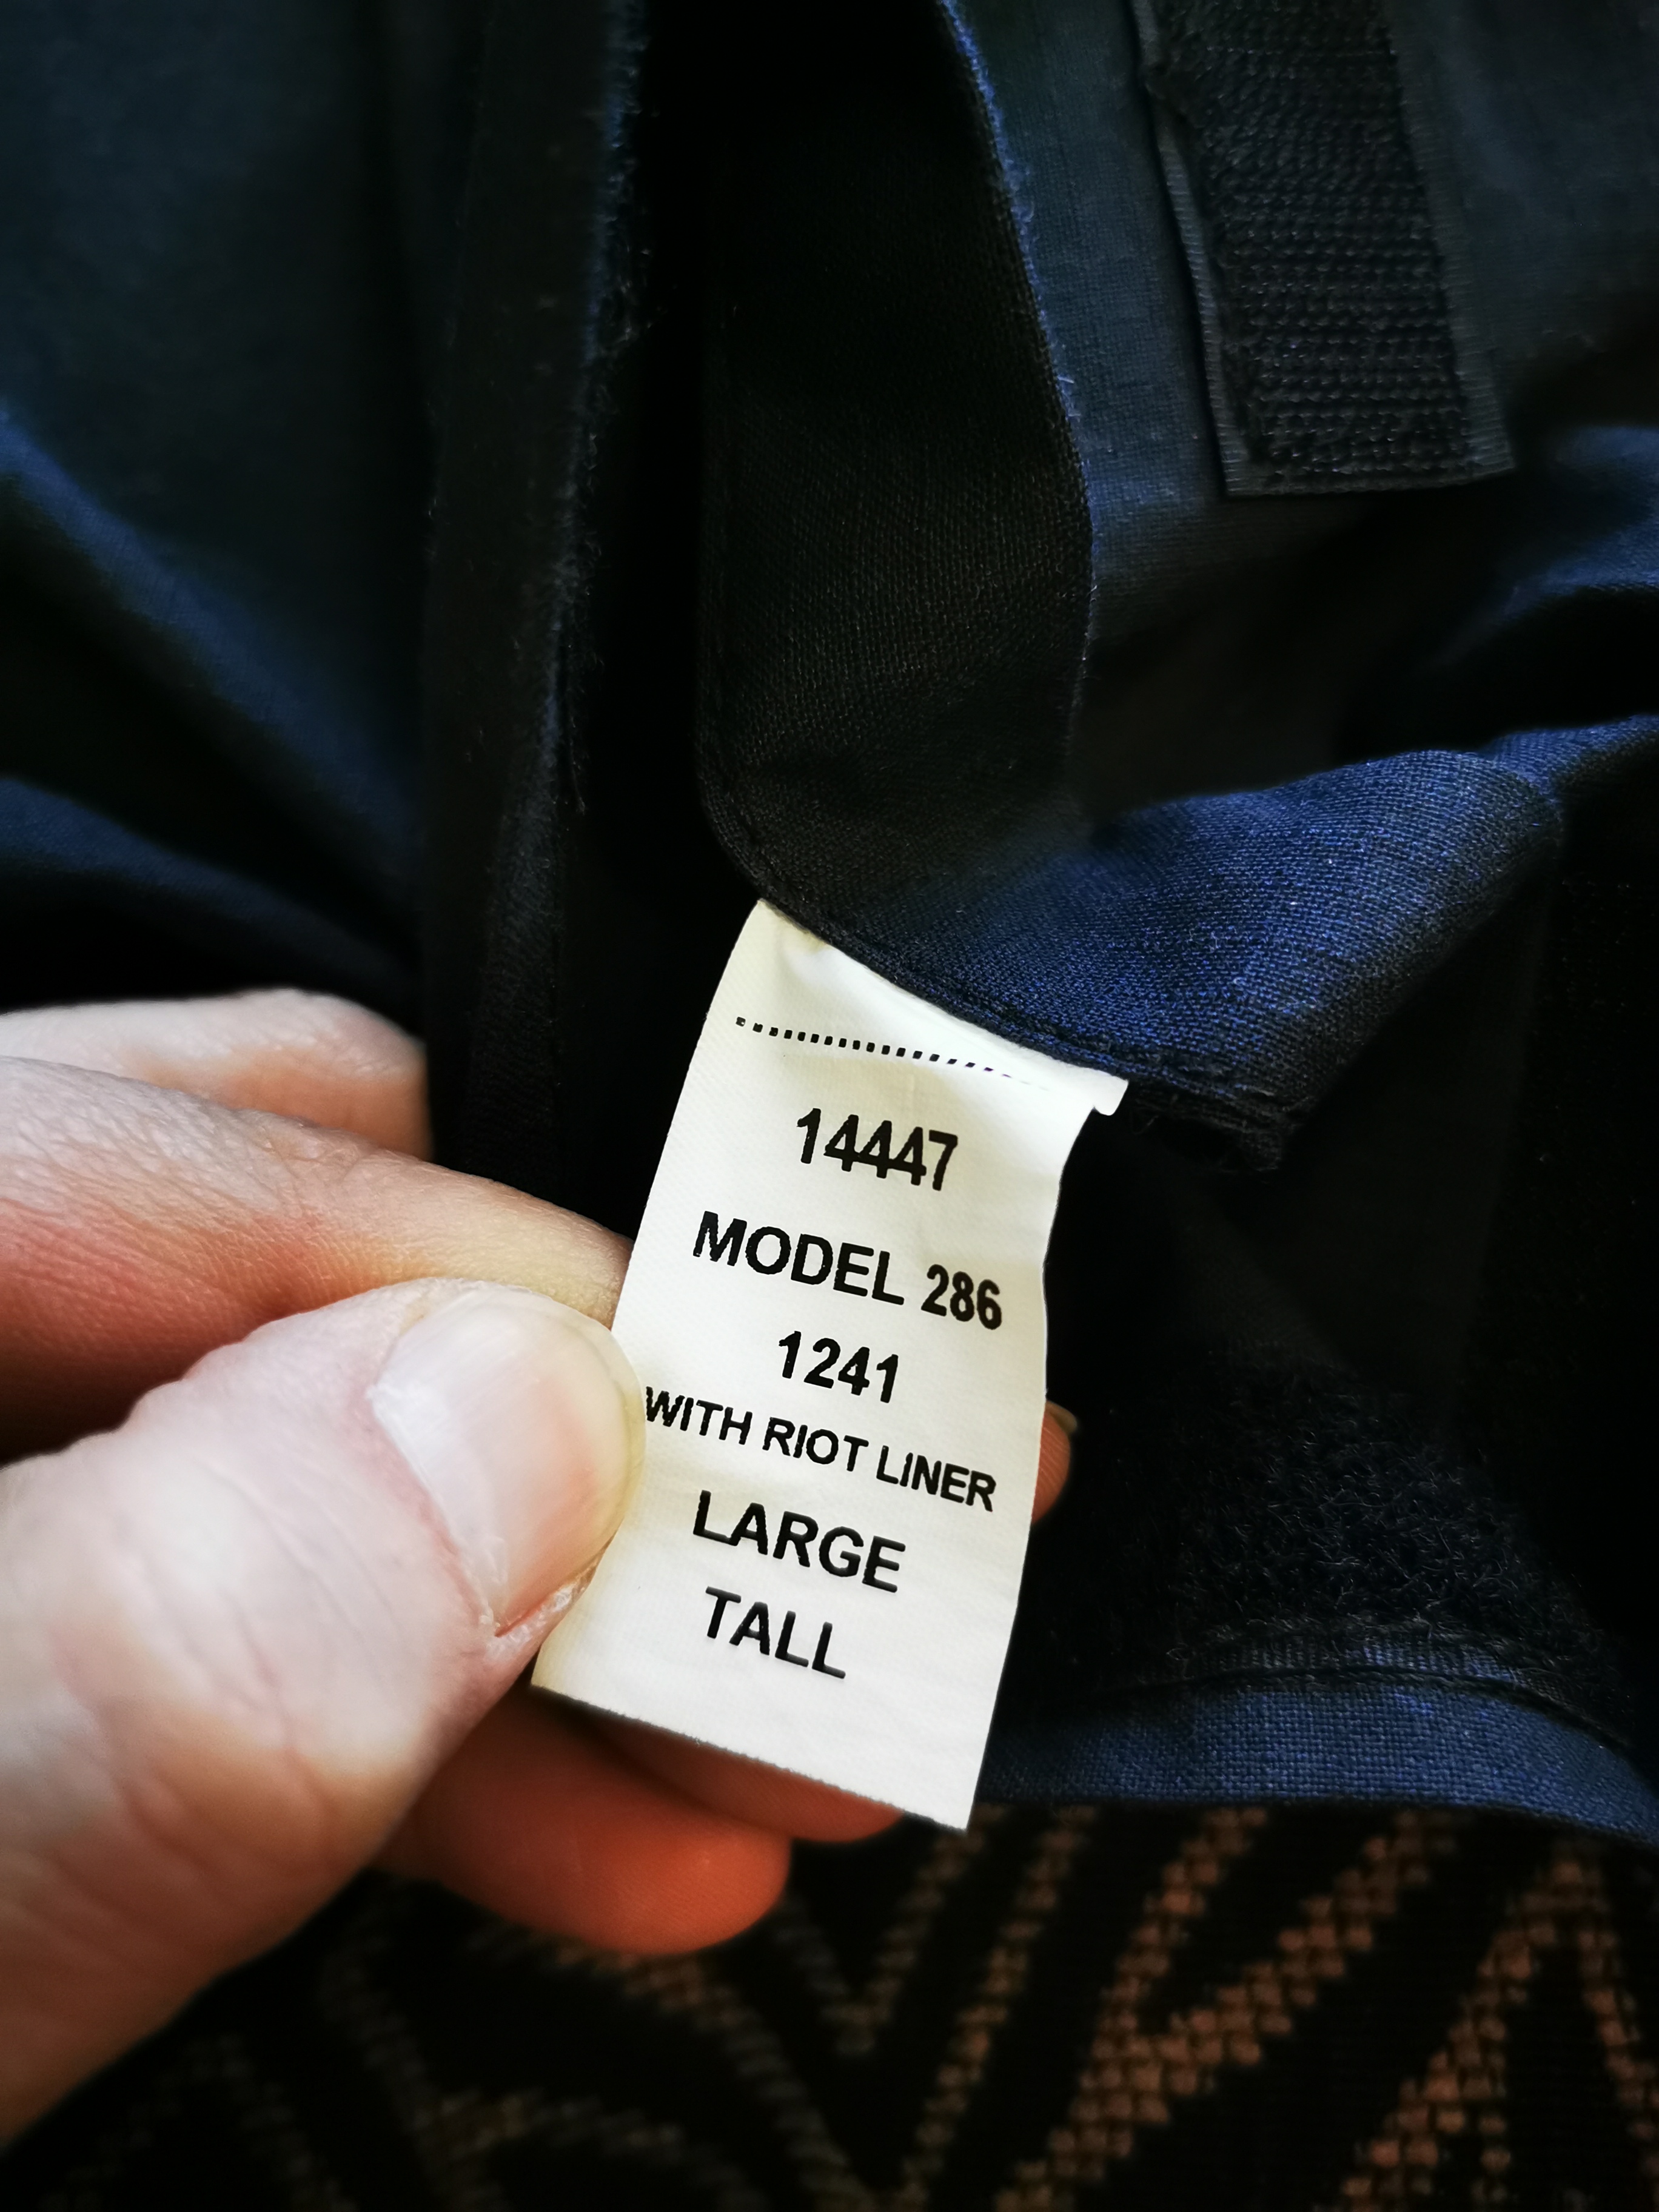 14447
MODEL 286
1241
WITH RIOT LINER
LARGE
TALL